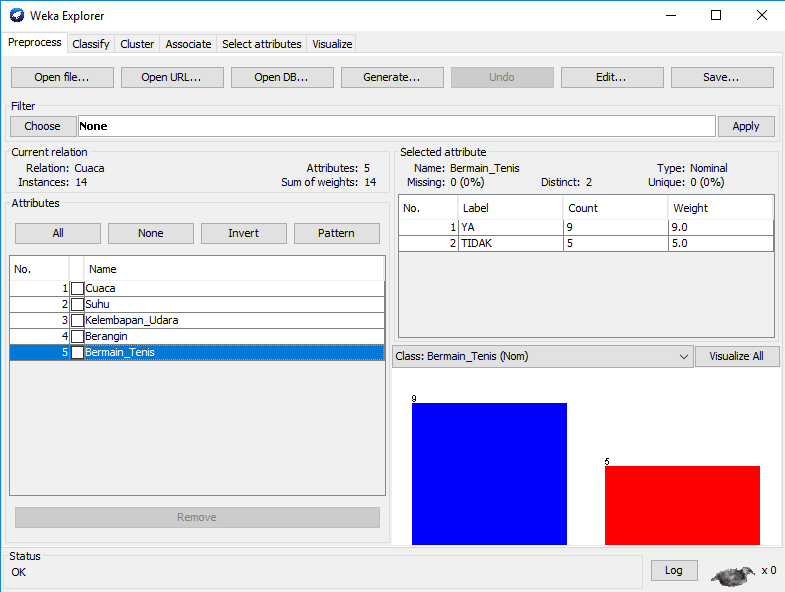 Weka Explorer
Preprocess Classify Cluster Associate Select attributes Visualize
Open file... Open URL... Open DB... Generate... Undo Edit... Save...
Filter
Choose None Apply
Current relation
Relation: Cuaca Attributes: 5
Instances: 14 Sum of weights: 14
Attributes
All None Invert Pattern
No. Name
1 Cuaca
2 Suhu
3 Kelembapan_Udara
4 Berangin
5 Bermain_Tenis
Remove
Selected attribute
Name: Bermain_Tenis Type: Nominal
Missing: 0 (0%) Distinct: 2 Unique: 0 (0%)
No. Label Count Weight
1 YA 9 9.0
2 TIDAK 5 5.0
Class: Bermain_Tenis (Nom) Visualize All
9
5
Status
OK
Log x 0